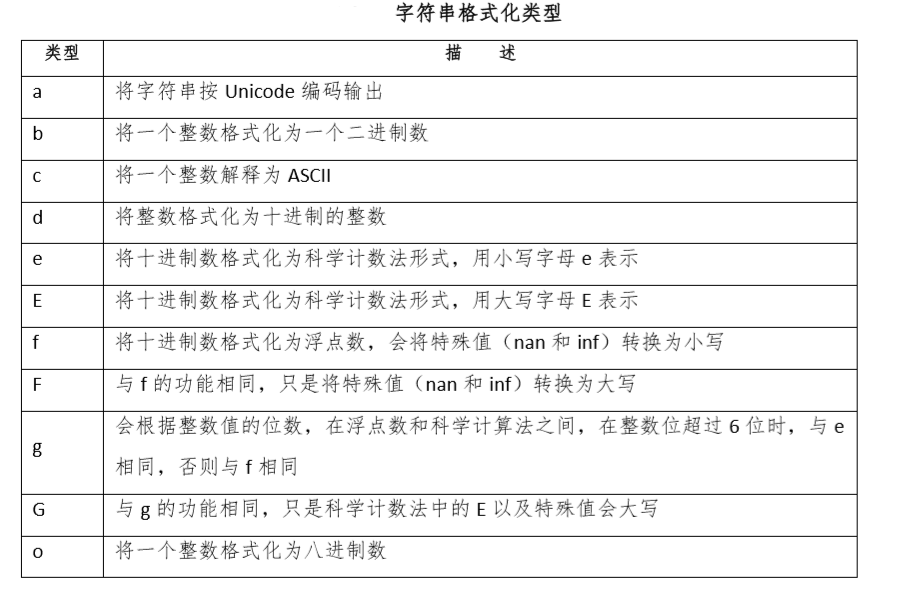 字符串格式化类型
类型 描 述
a 将字符串按 Unicode 编码输出
b 将一个整数格式化为一个二进制数
c 将一个整数解释为 ASCII
d 将整数格式化为十进制的整数
e 将十进制数格式化为科学计数法形式，用小写字母 e 表示
E 将十进制数格式化为科学计数法形式，用大写字母 E 表示
f 将十进制数格式化为浮点数，会将特殊值（nan 和 inf）转换为小写
F 与 f 的功能相同，只是将特殊值（nan 和 inf）转换为大写
g 会根据整数值的位数，在浮点数和科学计算法之间，在整数位超过 6 位时，与 e
相同，否则与 f 相同
G 与 g 的功能相同，只是科学计数法中的 E 以及特殊值会大写
o 将一个整数格式化为八进制数